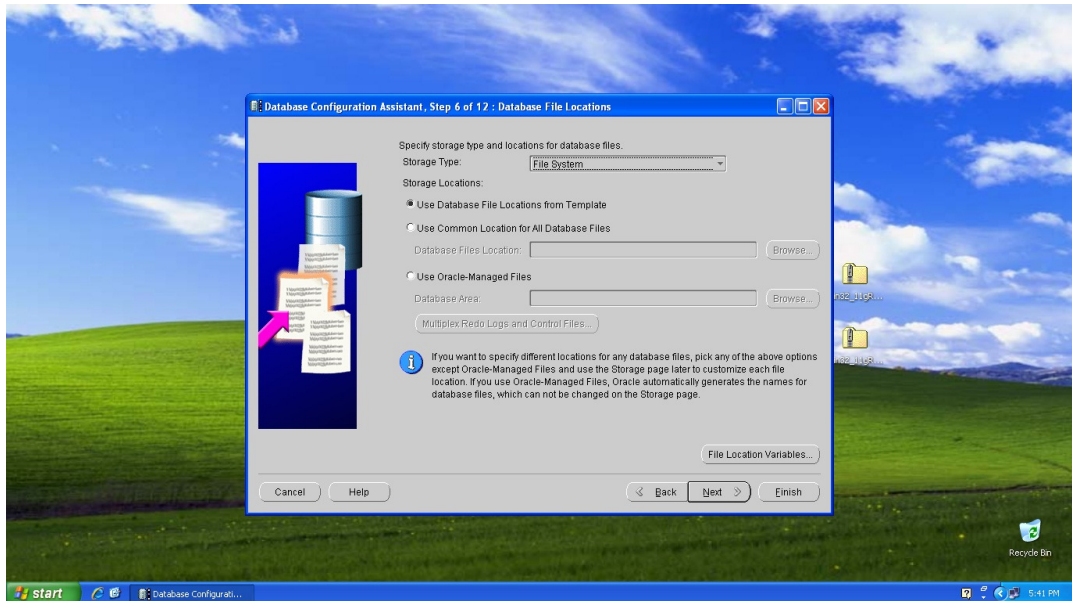 Database Configuration Assistant, Step 6 of 12 : Database File Locations
Specify storage type and locations for database files.
Storage Type:
File System
Storage Locations:
Use Database File Locations from Template
Use Common Location for All Database Files
Database Files Location:
Browse...
Use Oracle-Managed Files
Database Area:
Browse...
Multiplex Redo Logs and Control Files...
If you want to specify different locations for any database files, pick any of the above options
except Oracle-Managed Files and use the Storage page later to customize each file
location. If you use Oracle-Managed Files, Oracle automatically generates the names for
database files, which can not be changed on the Storage page.
File Location Variables...
Cancel
Help
Back
Next
Finish
Recycle Bin
start
Database Configurati...
5:41 PM